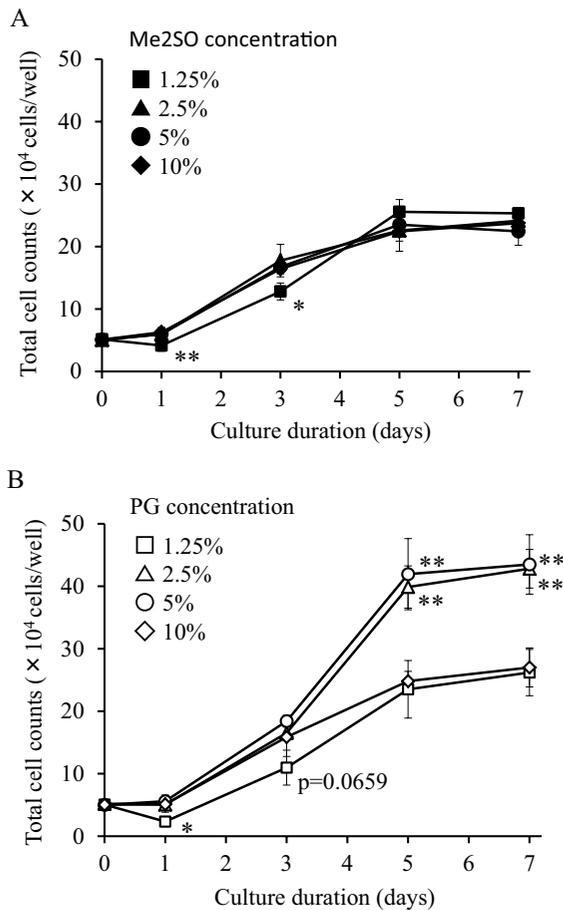 A
Me2SO concentration
1.25%
2.5%
5%
10%
Total cell counts ( × 10⁴ cells/well)
50
40
30
20
10
0
**
*
0 1 2 3 4 5 6 7
Culture duration (days)
B
PG concentration
1.25%
2.5%
5%
10%
Total cell counts ( × 10⁴ cells/well)
50
40
30
20
10
0
*
p=0.0659
**
**
**
**
0 1 2 3 4 5 6 7
Culture duration (days)